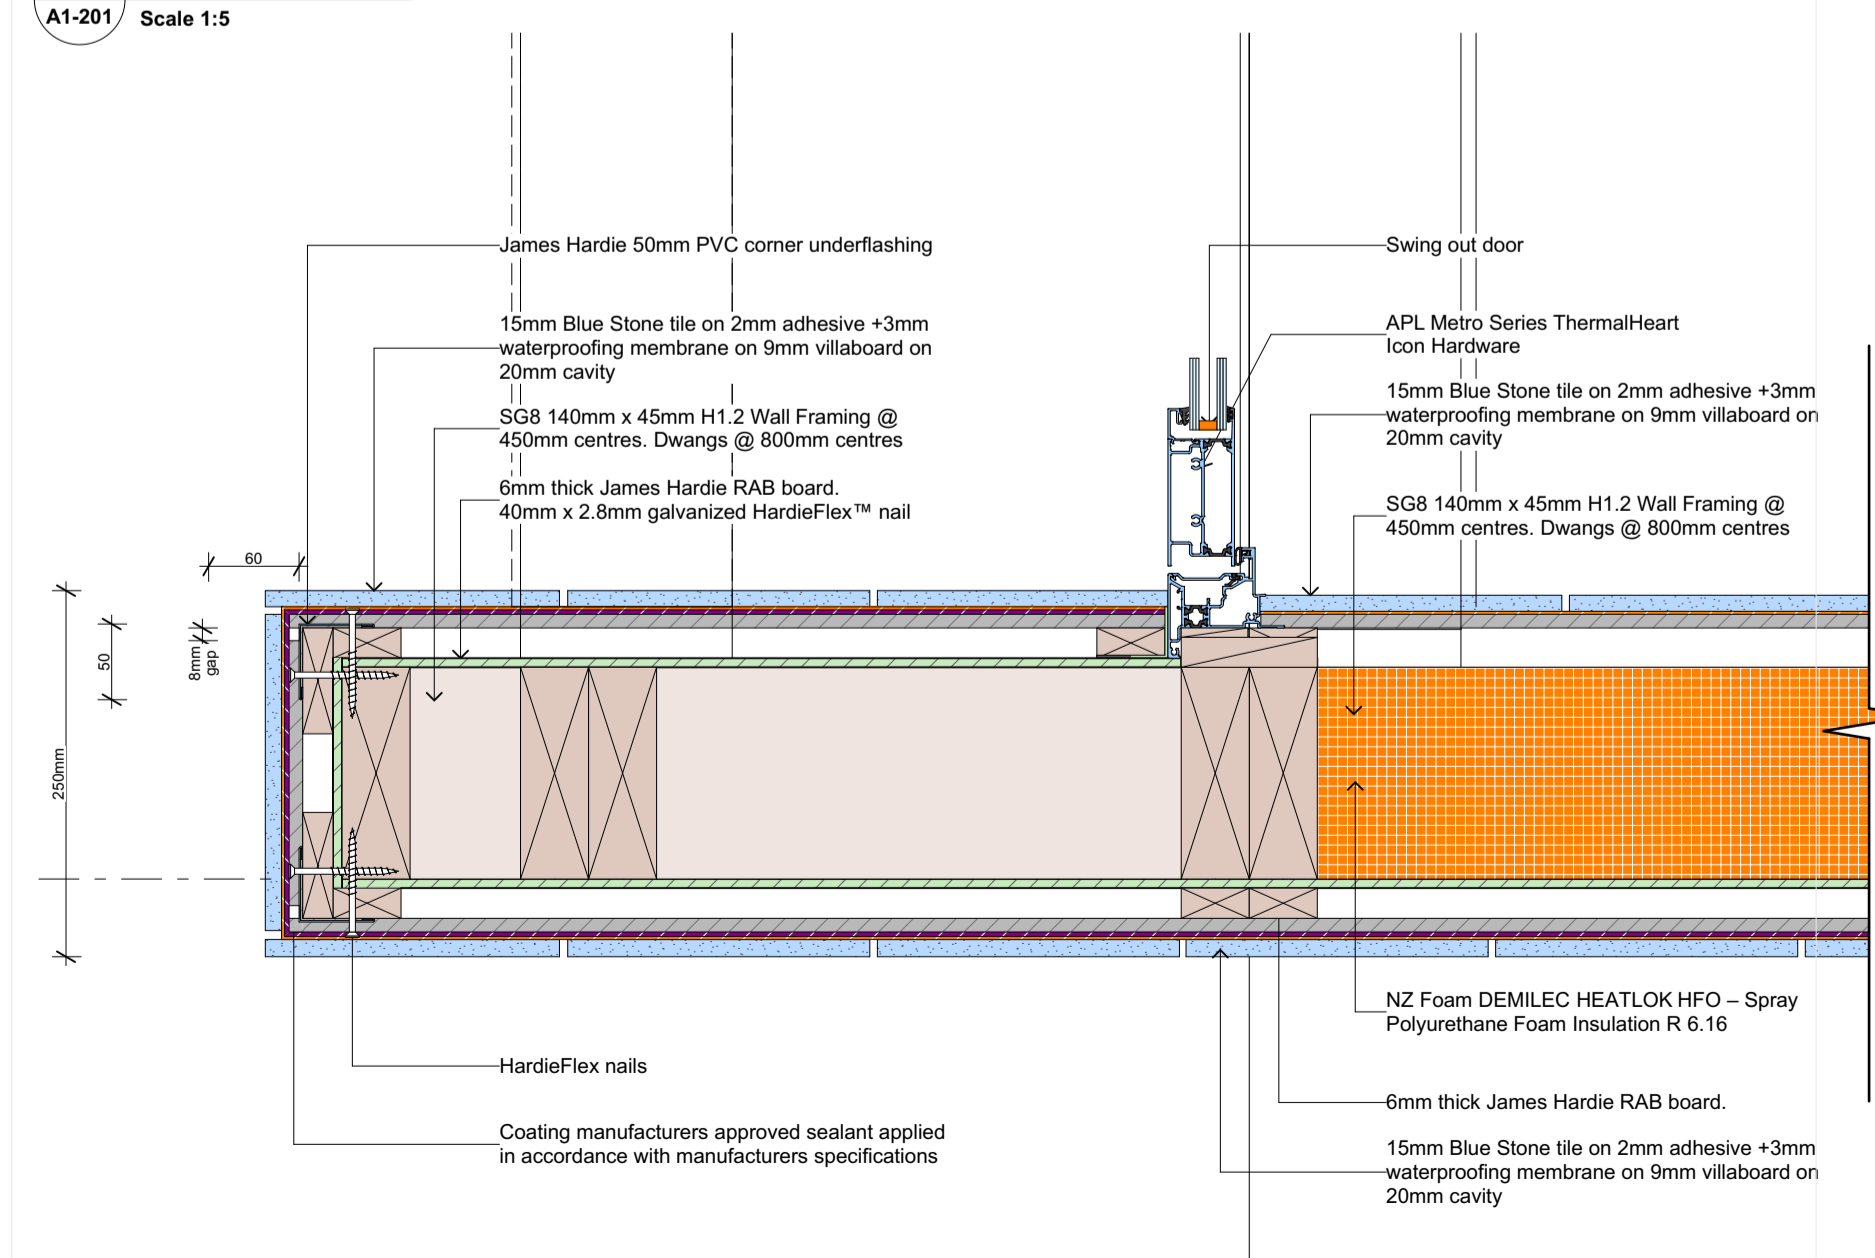 A1-201
Scale 1:5
James Hardie 50mm PVC corner underflashing
15mm Blue Stone tile on 2mm adhesive +3mm
waterproofing membrane on 9mm villaboard on
20mm cavity
SG8 140mm x 45mm H1.2 Wall Framing @
450mm centres. Dwangs @ 800mm centres
6mm thick James Hardie RAB board.
40mm x 2.8mm galvanized HardieFlex™ nail
Swing out door
APL Metro Series ThermalHeart
Icon Hardware
15mm Blue Stone tile on 2mm adhesive +3mm
waterproofing membrane on 9mm villaboard on
20mm cavity
SG8 140mm x 45mm H1.2 Wall Framing @
450mm centres. Dwangs @ 800mm centres
60
50
8mm
gap
250mm
HardieFlex nails
Coating manufacturers approved sealant applied
in accordance with manufacturers specifications
NZ Foam DEMILEC HEATLOK HFO – Spray
Polyurethane Foam Insulation R 6.16
6mm thick James Hardie RAB board.
15mm Blue Stone tile on 2mm adhesive +3mm
waterproofing membrane on 9mm villaboard on
20mm cavity